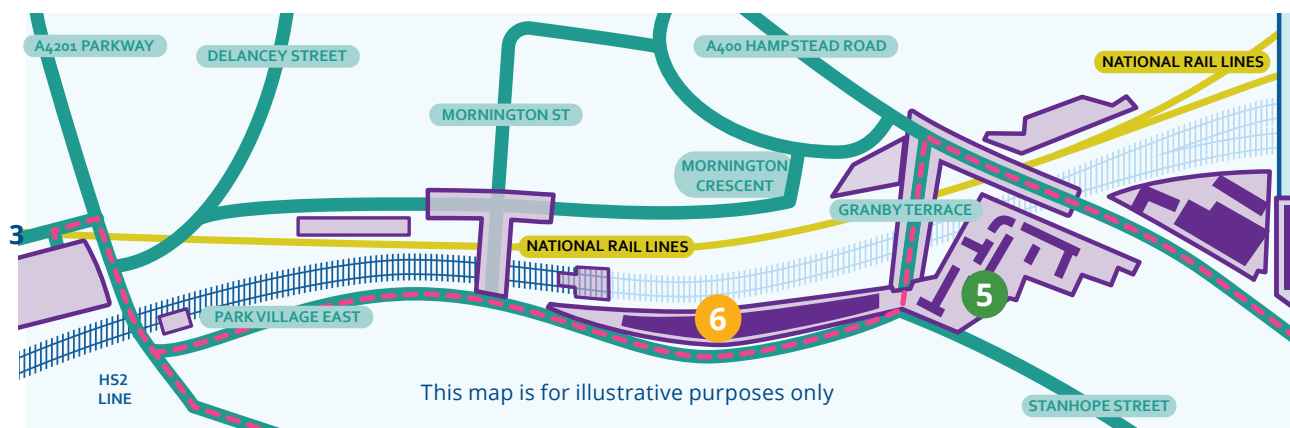 A4201 PARKWAY
DELANCEY STREET
A400 HAMPSTEAD ROAD
NATIONAL RAIL LINES
MORNINGTON ST
MORNINGTON
CRESCENT
GRANBY TERRACE
3
NATIONAL RAIL LINES
5
PARK VILLAGE EAST
6
HS2
LINE
This map is for illustrative purposes only
STANHOPE STREET